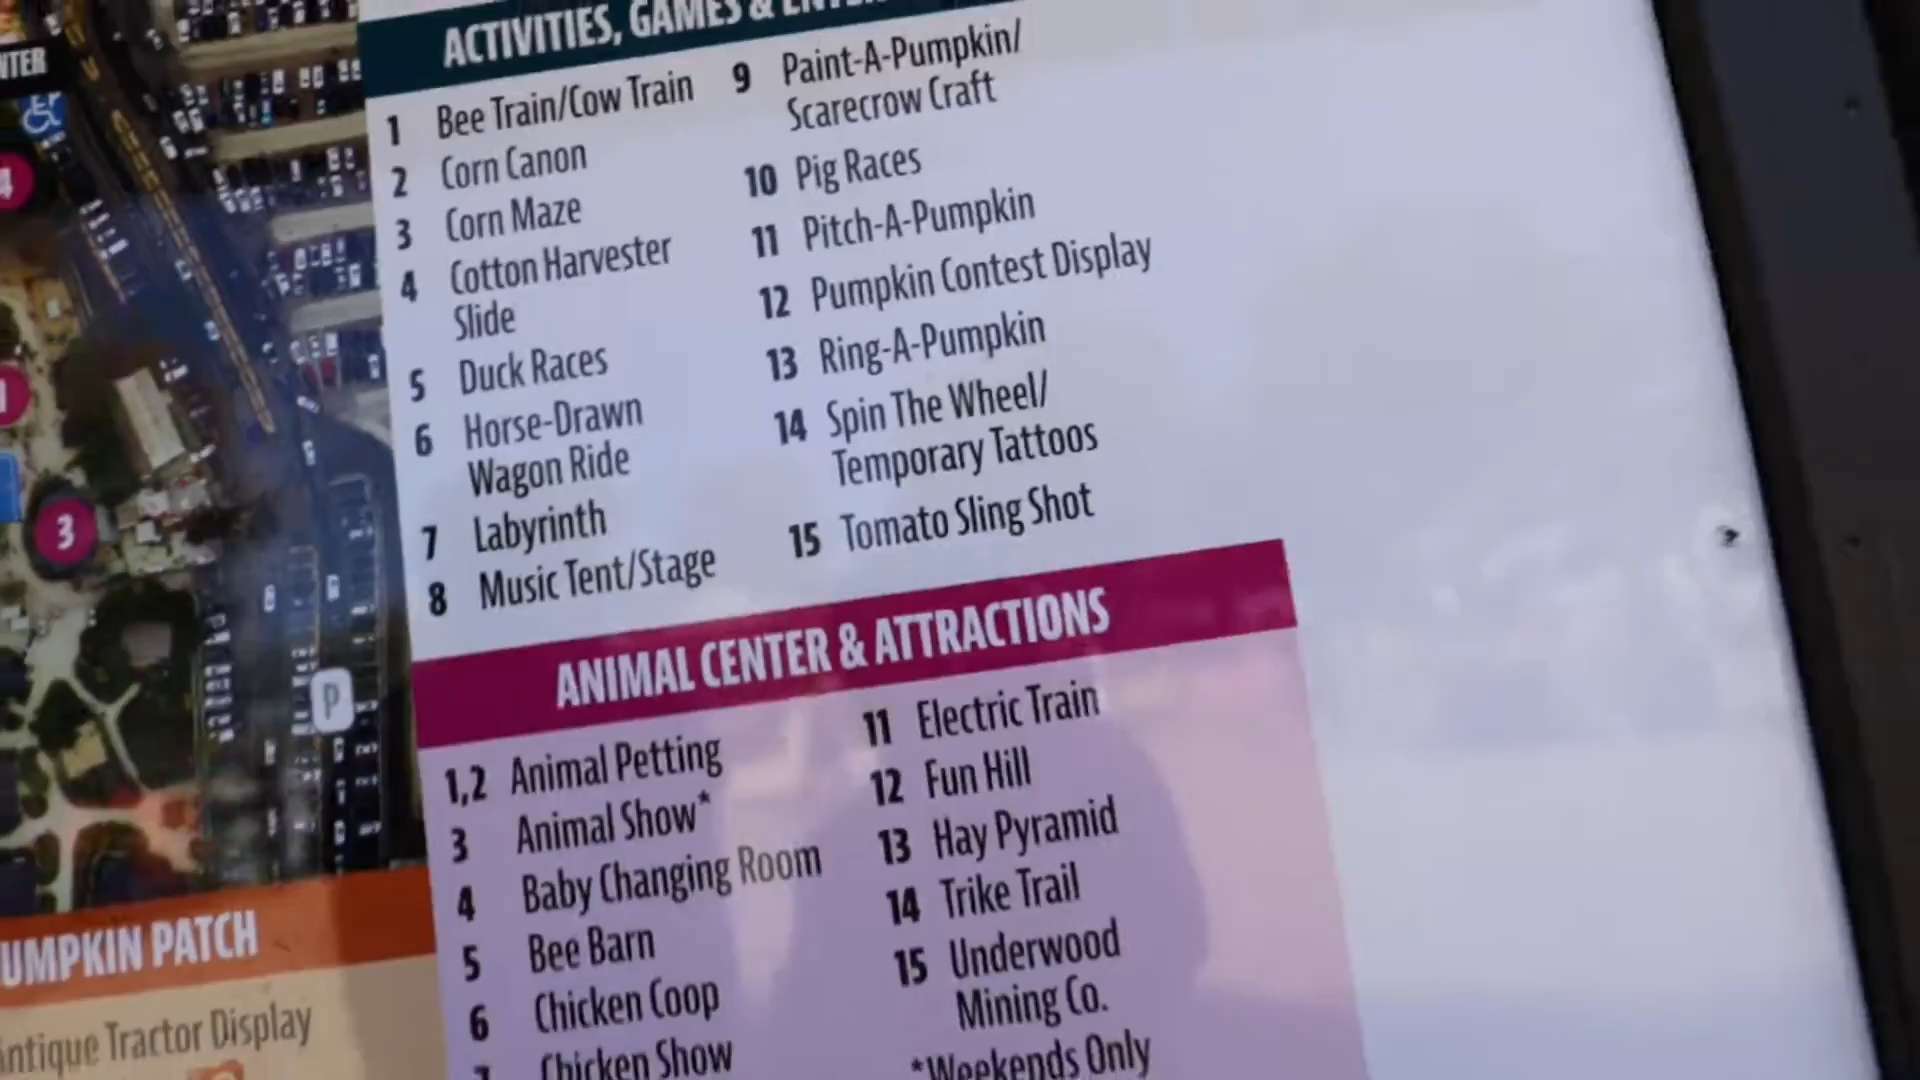 NTER
4
3
P
ACTIVITIES, GAMES &
1 Bee Train/Cow Train
2 Corn Canon
3 Corn Maze
4 Cotton Harvester
Slide
5 Duck Races
6 Horse-Drawn
Wagon Ride
7 Labyrinth
8 Music Tent/Stage
9 Paint-A-Pumpkin/
Scarecrow Craft
10 Pig Races
11 Pitch-A-Pumpkin
12 Pumpkin Contest Display
13 Ring-A-Pumpkin
14 Spin The Wheel/
Temporary Tattoos
15 Tomato Sling Shot
ANIMAL CENTER & ATTRACTIONS
1,2 Animal Petting
3 Animal Show*
4 Baby Changing Room
5 Bee Barn
6 Chicken Coop
7 Chicken Show
11 Electric Train
12 Fun Hill
13 Hay Pyramid
14 Trike Trail
15 Underwood
Mining Co.
*Weekends Only
UMPKIN PATCH
ntique Tractor Display